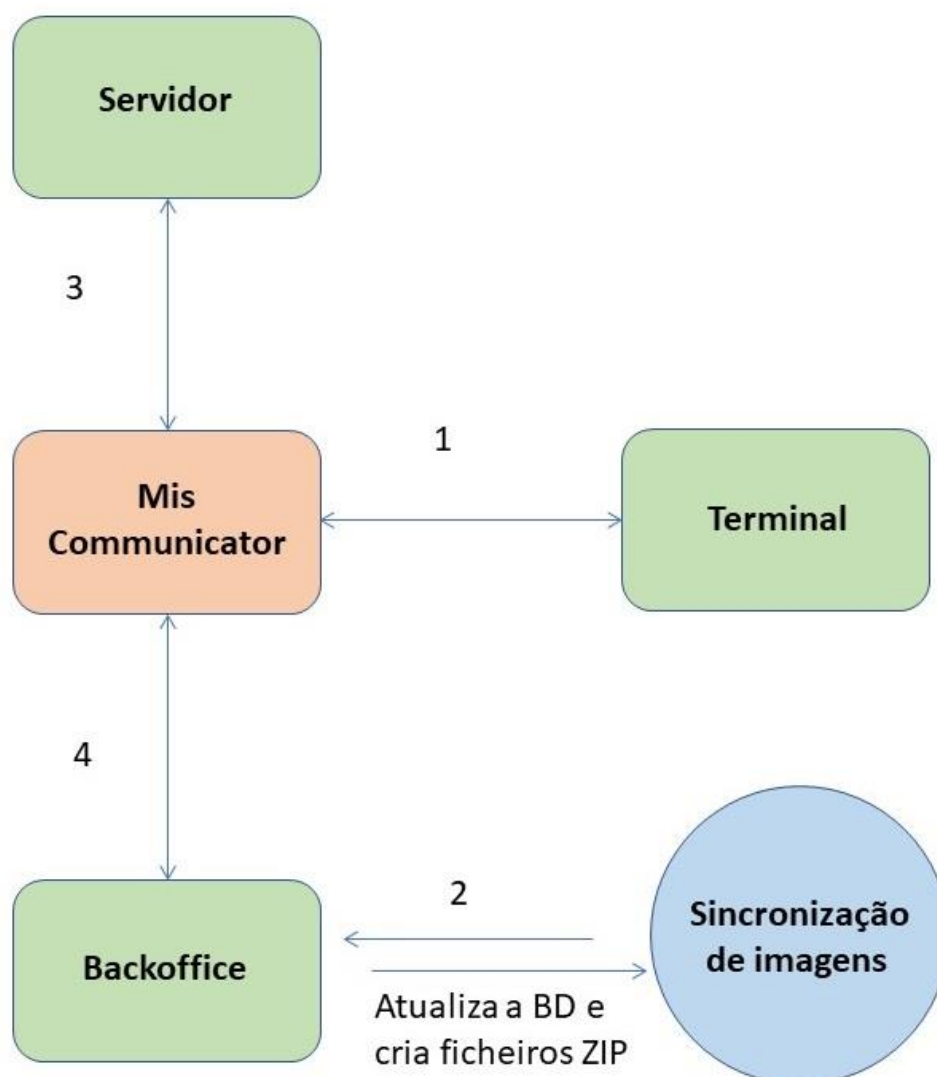 Servidor
3
1
Mis
Communicator
Terminal
4
2
Backoffice
Sincronização
de imagens
Atualiza a BD e
cria ficheiros ZIP